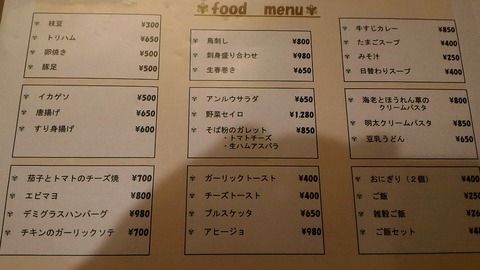 food menu
枝豆 ¥300
トリハム ¥650
卵焼き ¥500
豚足 ¥500
イカゲソ ¥500
唐揚げ ¥650
すり身揚げ ¥600
茄子とトマトのチーズ焼 ¥700
エビマヨ ¥800
デミグラスハンバーグ ¥980
チキンのガーリックソテ ¥700
鳥刺し ¥800
刺身盛り合わせ ¥980
生春巻き ¥650
アンルウサラダ ¥650
野菜セイロ ¥1.280
そば粉のガレット ¥850
・トマトチーズ
・生ハムアスパラ
ガーリックトースト ¥400
チーズトースト ¥400
ブルスケッタ ¥650
アヒージョ ¥980
牛すじカレー ¥850
たまごスープ ¥400
みそ汁 ¥250
日替わりスープ ¥400
海老とほうれん草の ¥800
クリームパスタ
明太クリームパスタ ¥850
豆乳うどん ¥650
おにぎり(2個) ¥400
ご飯 ¥250
雑穀ご飯
ご飯セット